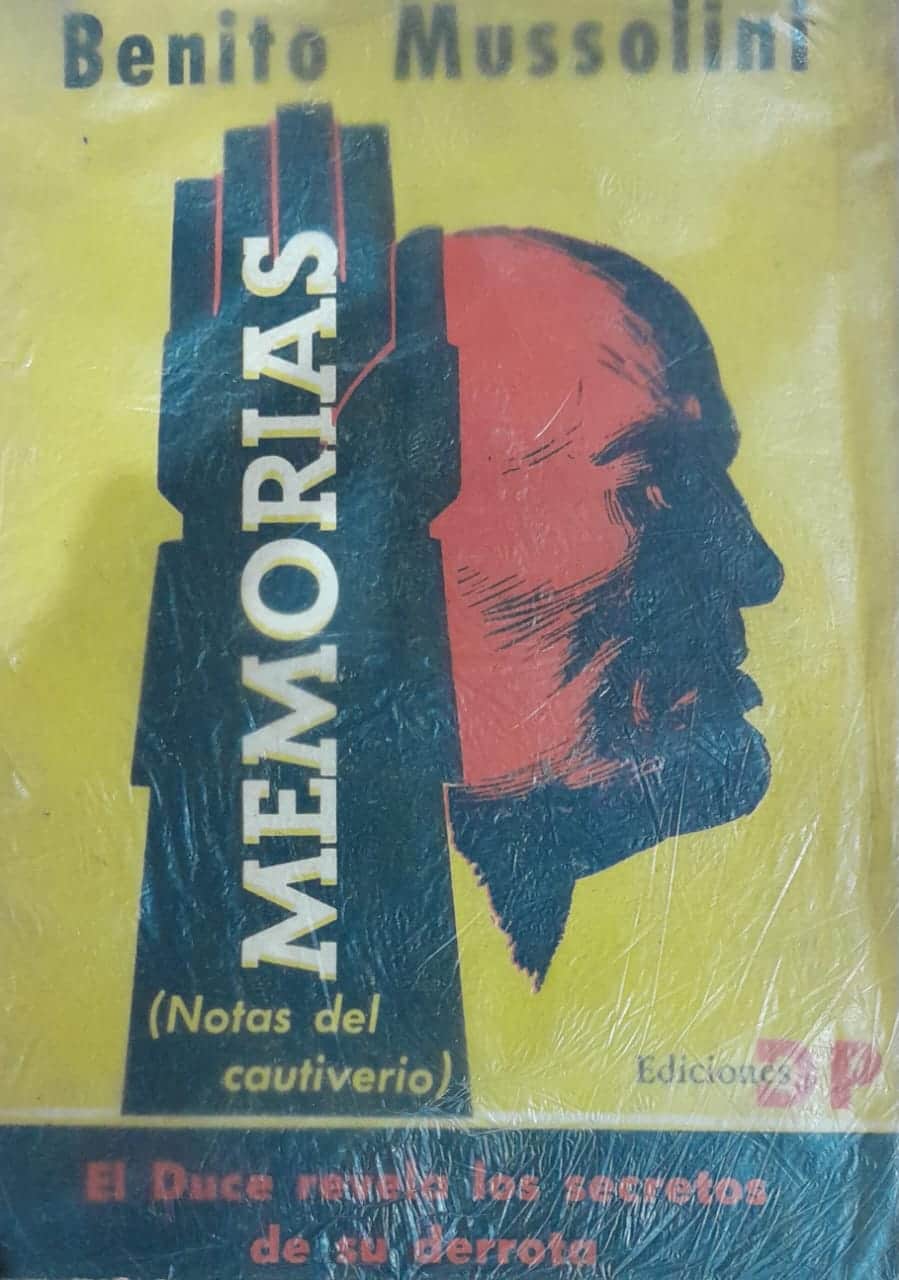 Benito Mussolini
MEMORIAS
(Notas del
cautiverio)
Ediciones DP
El Duce revela los secretos
de su derrota